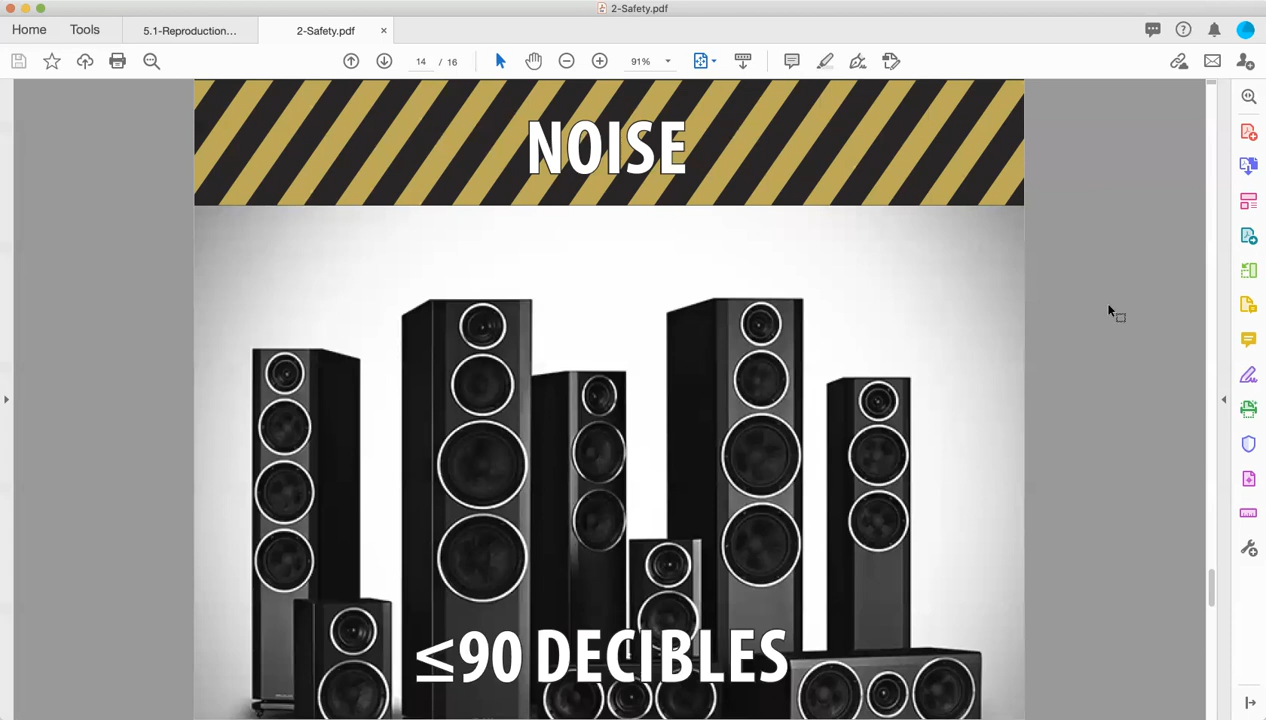 2-Safety.pdf
Home
Tools
5.1-Reproduction...
2-Safety.pdf
14 / 16
91%
NOISE
≤90 DECIBLES